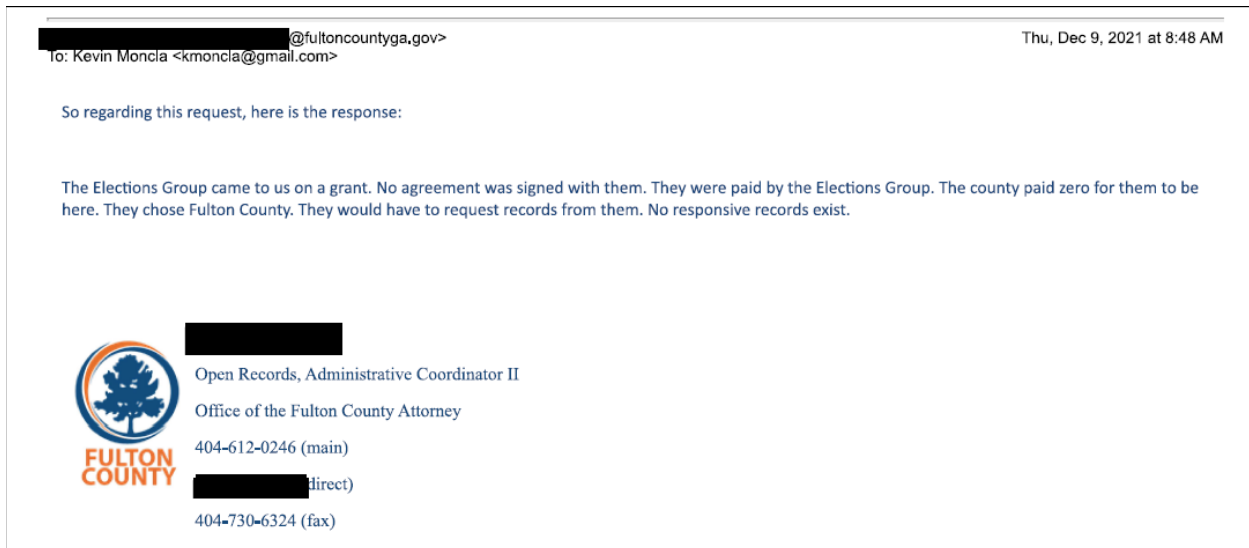 @fultoncountyga.gov>
Thu, Dec 9, 2021 at 8:48 AM
To: Kevin Moncla <kmoncla@gmail.com>
So regarding this request, here is the response:
The Elections Group came to us on a grant. No agreement was signed with them. They were paid by the Elections Group. The county paid zero for them to be
here. They chose Fulton County. They would have to request records from them. No responsive records exist.
Open Records, Administrative Coordinator II
Office of the Fulton County Attorney
404-612-0246 (main)
direct)
404-730-6324 (fax)
FULTON
COUNTY